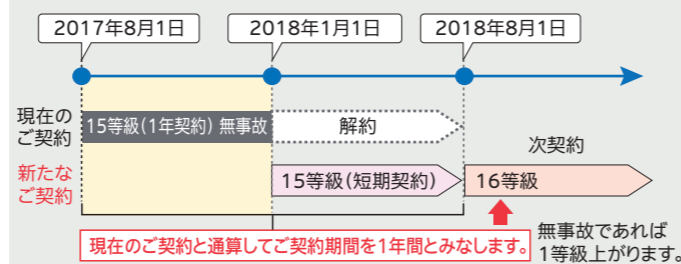 2017年8月1日 2018年1月1日 2018年8月1日
現在の
ご契約
15等級(1年契約) 無事故 解約
次契約
新たな
ご契約
15等級(短期契約) 16等級
現在のご契約と通算してご契約期間を1年間とみなします。
無事故であれば
1等級上がります。